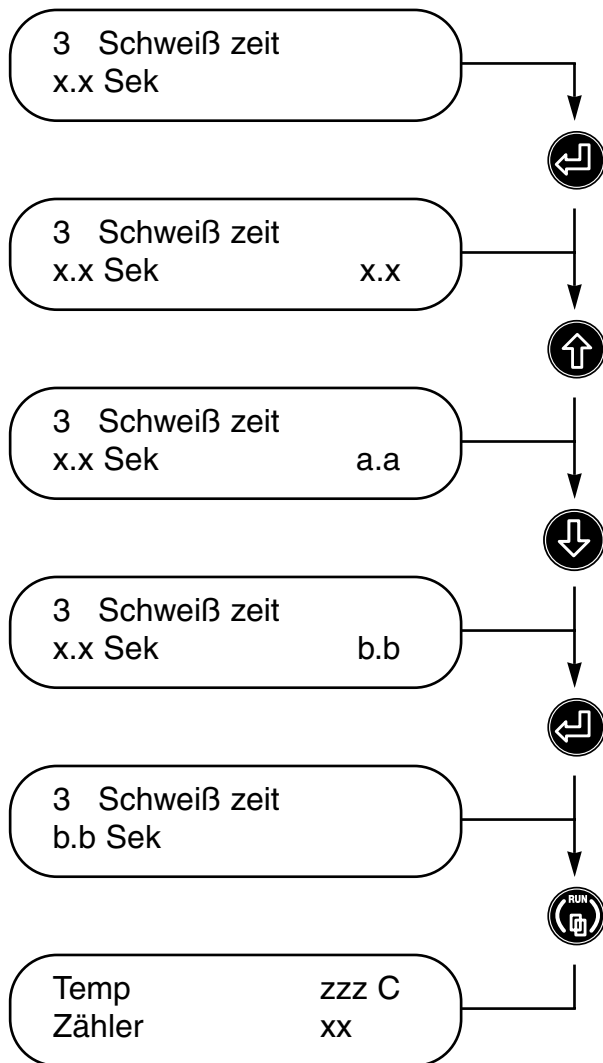 3 Schweiß zeit
x.x Sek
3 Schweiß zeit
x.x Sek x.x
3 Schweiß zeit
x.x Sek a.a
3 Schweiß zeit
x.x Sek b.b
3 Schweiß zeit
b.b Sek
RUN
Temp zzz C
Zähler xx